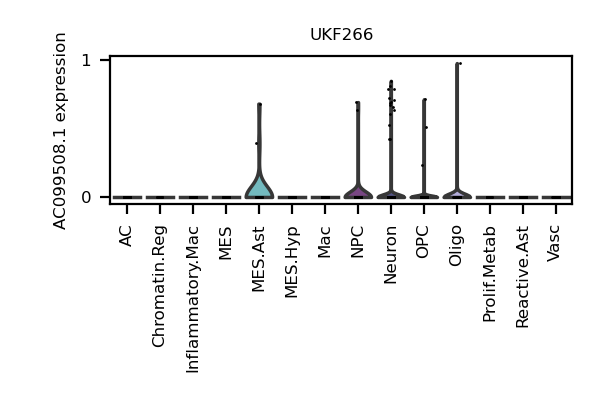 UKF266
AC099508.1 expression
1
0
AC
Chromatin.Reg
Inflammatory.Mac
MES
MES.Ast
MES.Hyp
Mac
NPC
Neuron
OPC
Oligo
Prolif.Metab
Reactive.Ast
Vasc